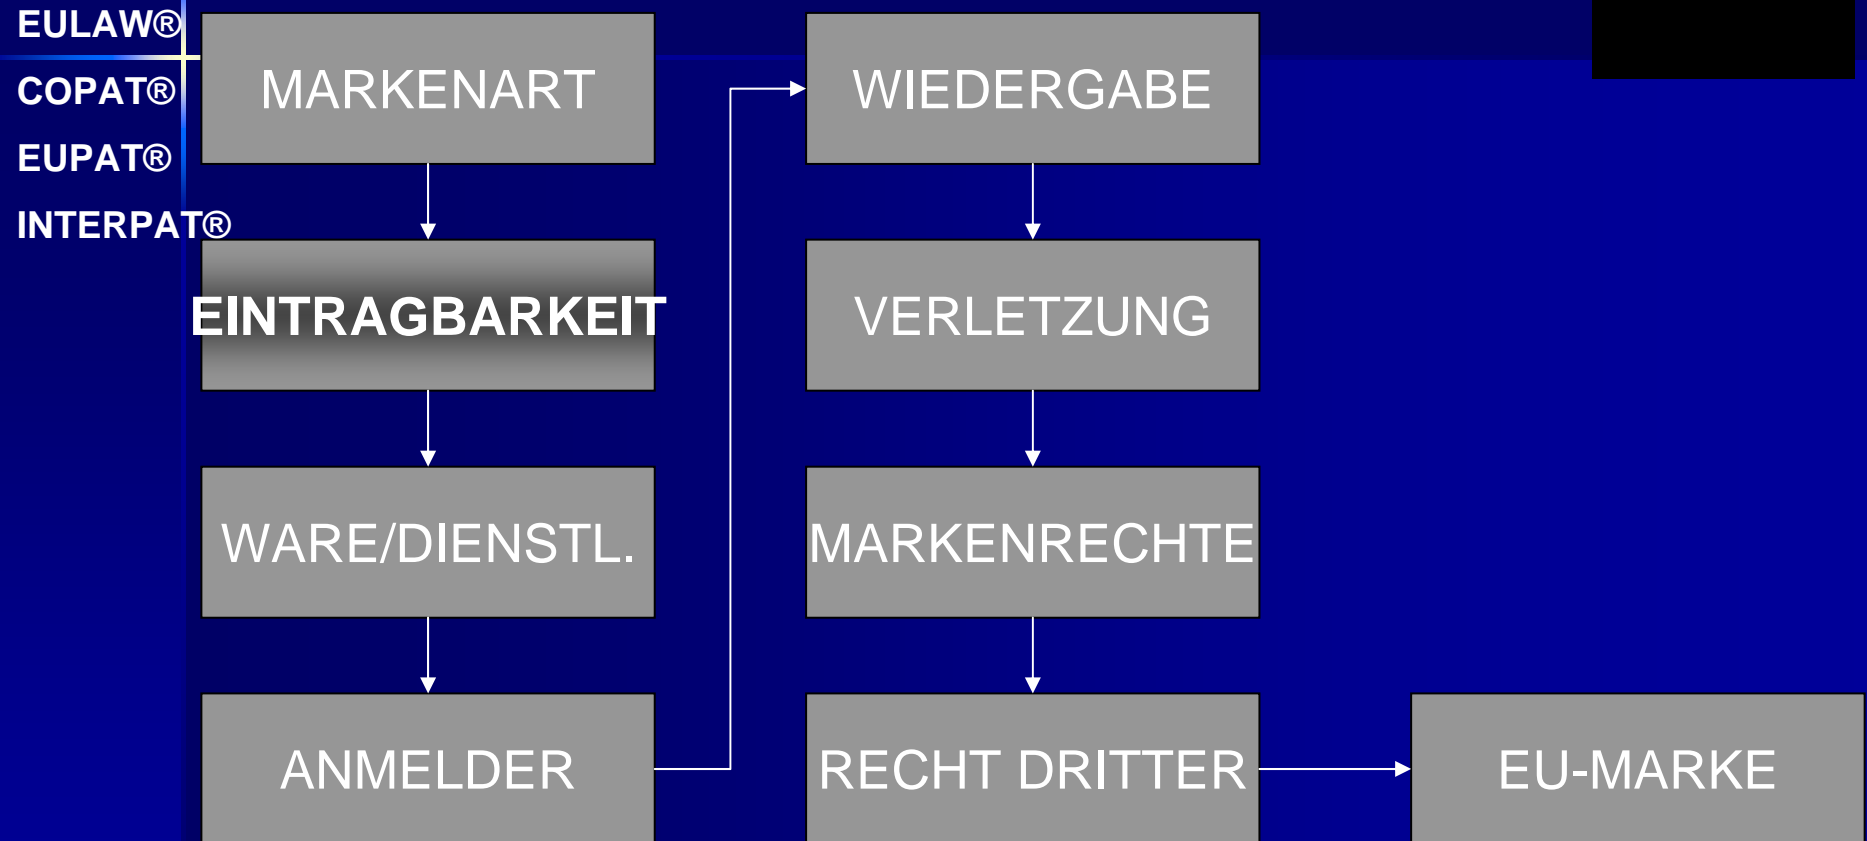 EULAW®
COPAT®
EUPAT®
INTERPAT®
MARKENART
EINTRAGBARKEIT
WARE/DIENSTL.
ANMELDER
WIEDERGABE
VERLETZUNG
MARKENRECHTE
RECHT DRITTER
EU-MARKE